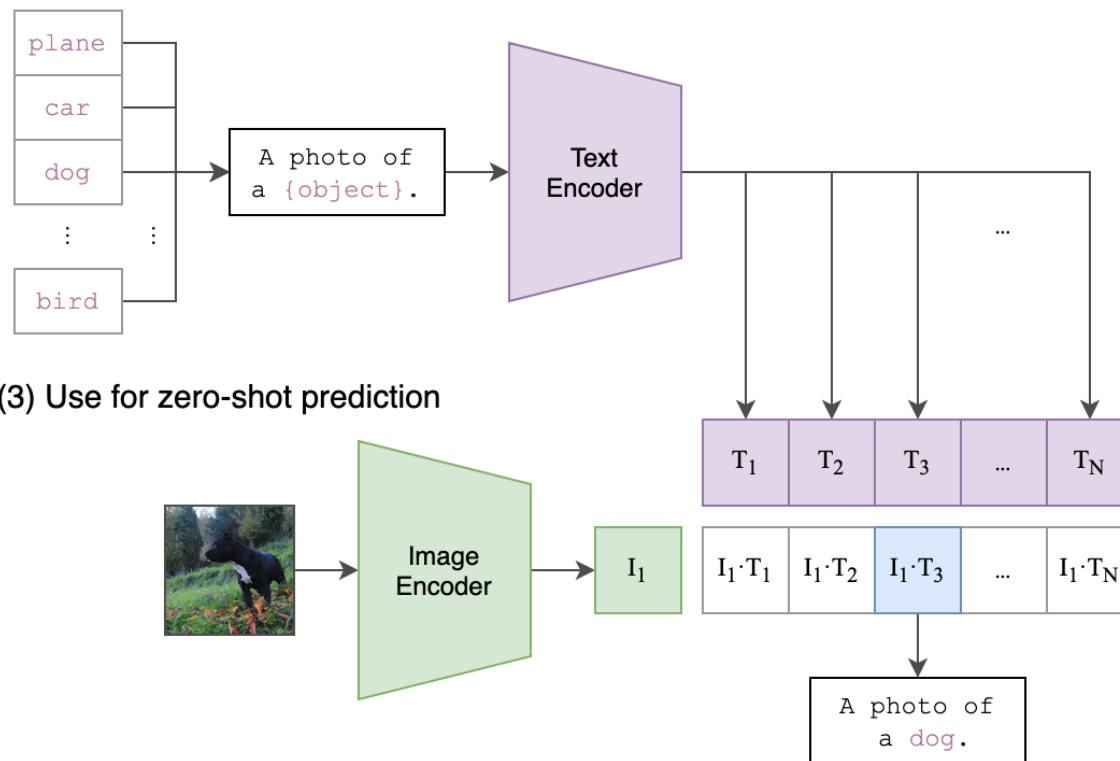 plane
car
dog
⋮ ⋮
bird
A photo of
a {object}.
Text
Encoder
...
(3) Use for zero-shot prediction
T1 T2 T3 ... TN
Image
Encoder
I1
I1·T1 I1·T2 I1·T3 ... I1·TN
A photo of
a dog.